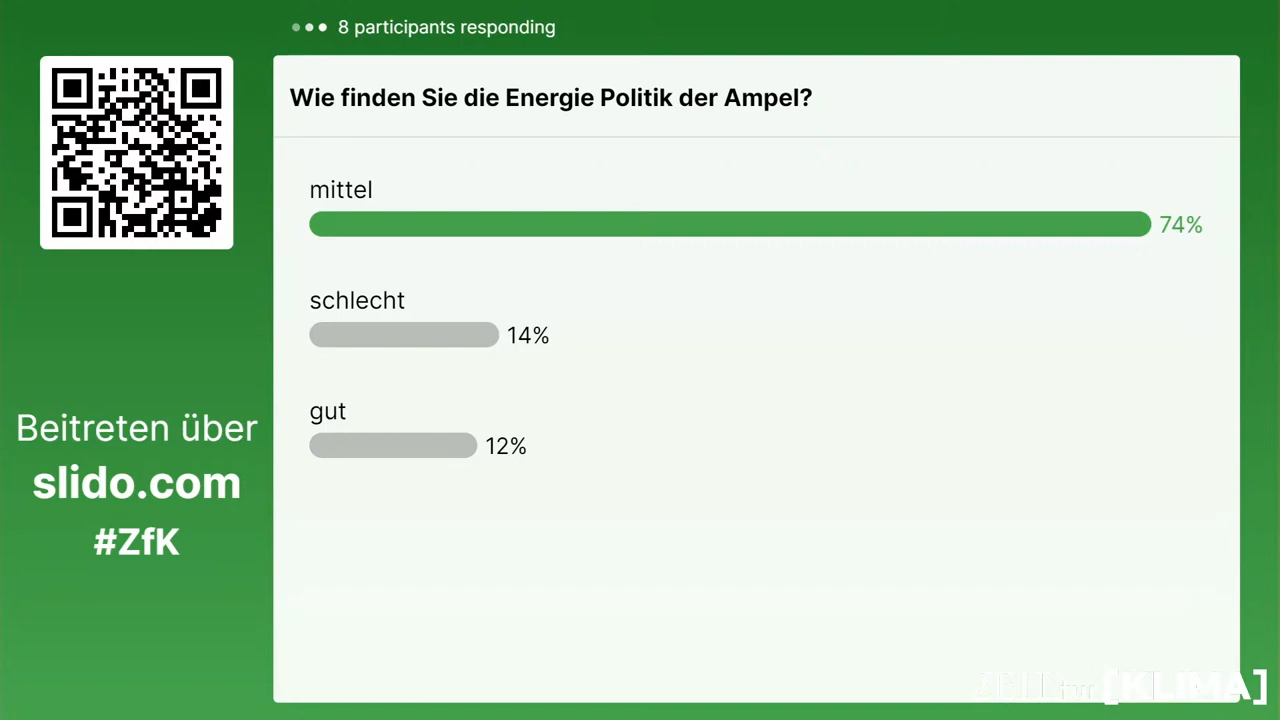 8 participants responding
Wie finden Sie die Energie Politik der Ampel?
mittel
74%
schlecht
14%
gut
12%
Beitreten über
slido.com
#ZfK
[KLIMA]